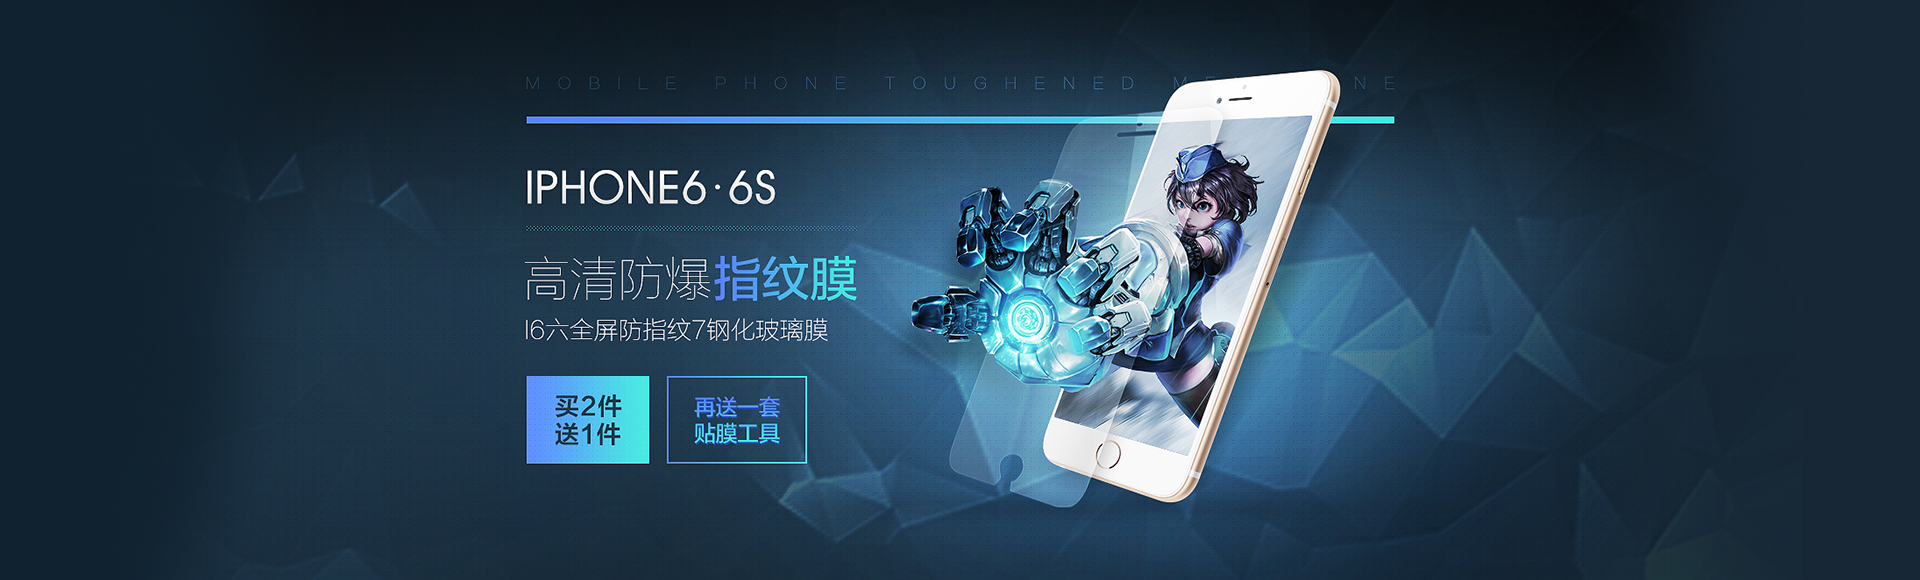 MOBILE PHONE TOUGHENED
IPHONE6·6S
高清防爆指纹膜
I6六全屏防指纹7钢化玻璃膜
买2件
送1件
再送一套
贴膜工具